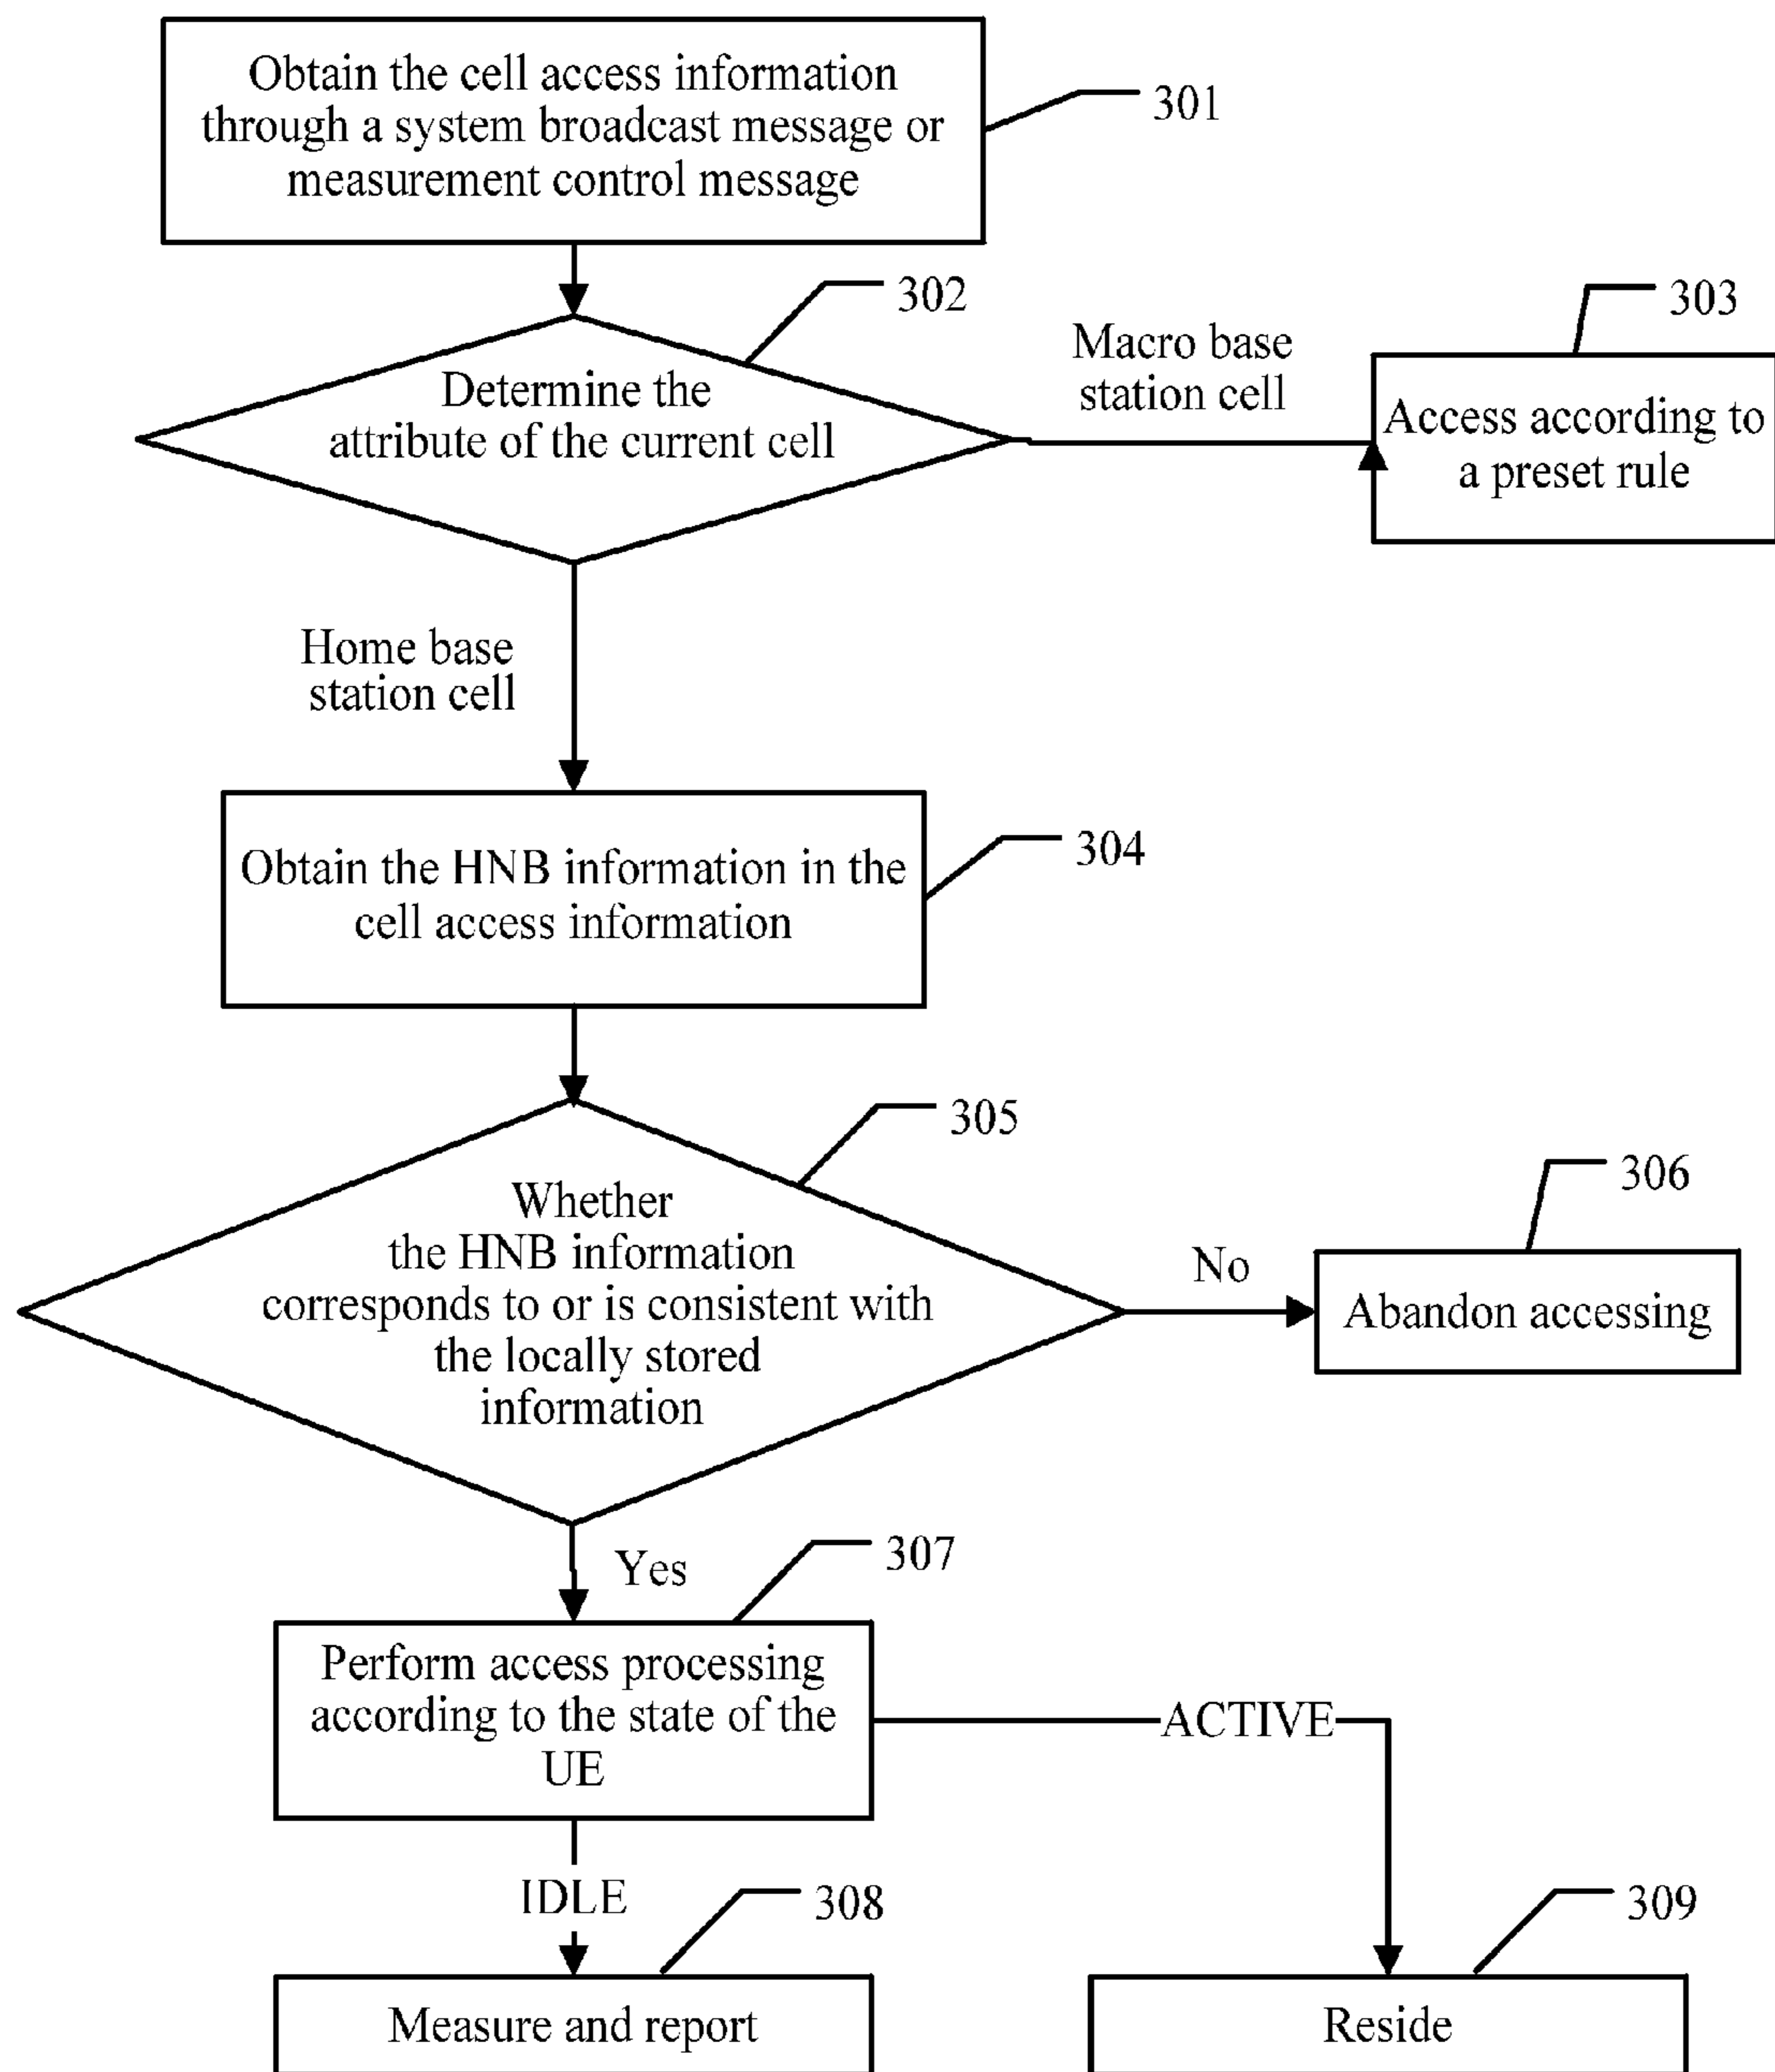 Obtain the cell access information
through a system broadcast message or
measurement control message
301
302
Determine the
attribute of the current cell
Macro base
station cell
303
Access according to
a preset rule
Home base
station cell
304
Obtain the HNB information in the
cell access information
305
Whether
the HNB information
corresponds to or is consistent with
the locally stored
information
No
306
Abandon accessing
Yes
307
Perform access processing
according to the state of the
UE
ACTIVE
IDLE
308
Measure and report
309
Reside